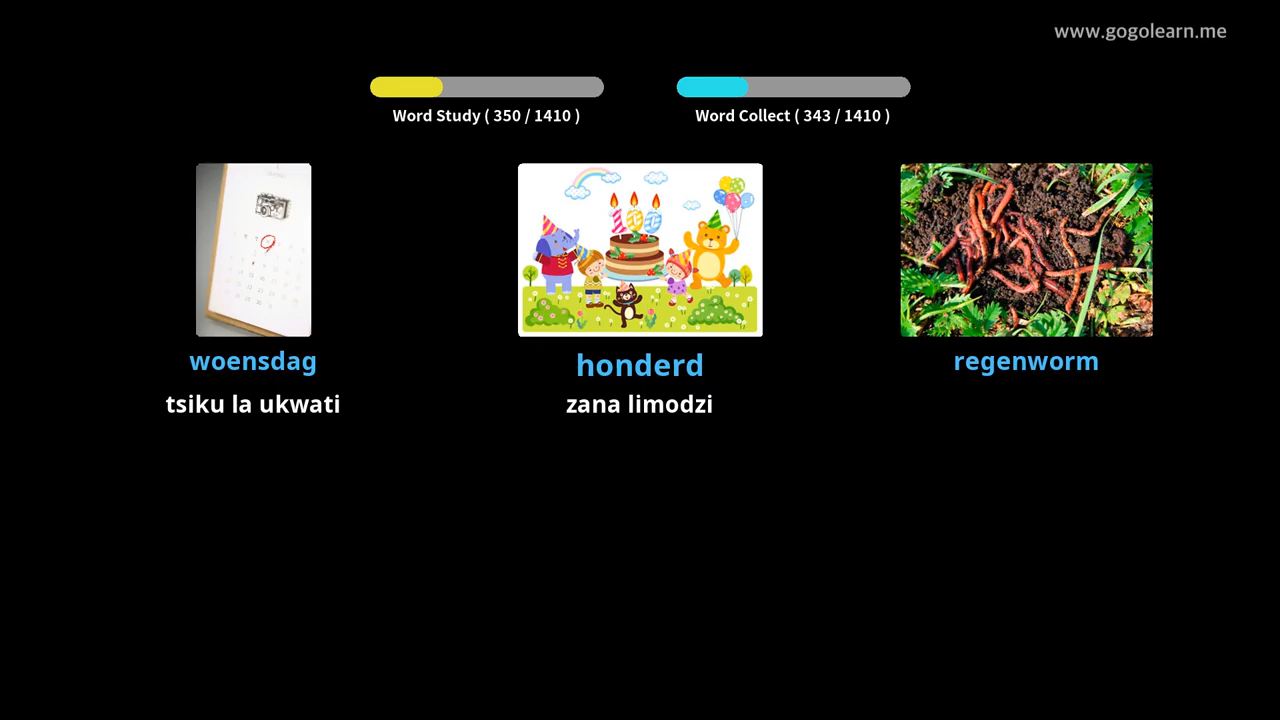 www.gogolearn.me
Word Study ( 350 / 1410 )
Word Collect ( 343 / 1410 )
woensdag
honderd
regenworm
tsiku la ukwati
zana limodzi